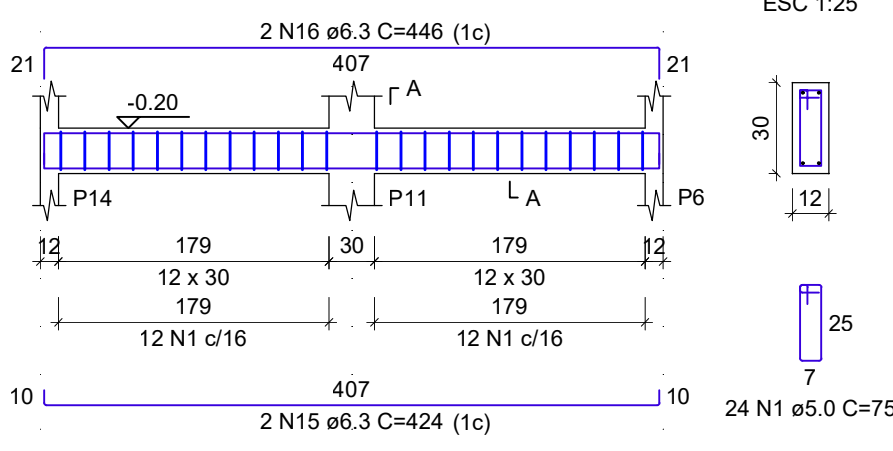 ESC 1:25
2 N16 ø6.3 C=446 (1c)
21 407 21
A
-0.20
30
P14 P11 A P6
12
12 179 30 179 12
12 x 30 12 x 30
179 179
12 N1 c/16 12 N1 c/16
25
7
10 407 10
24 N1 ø5.0 C=75
2 N15 ø6.3 C=424 (1c)